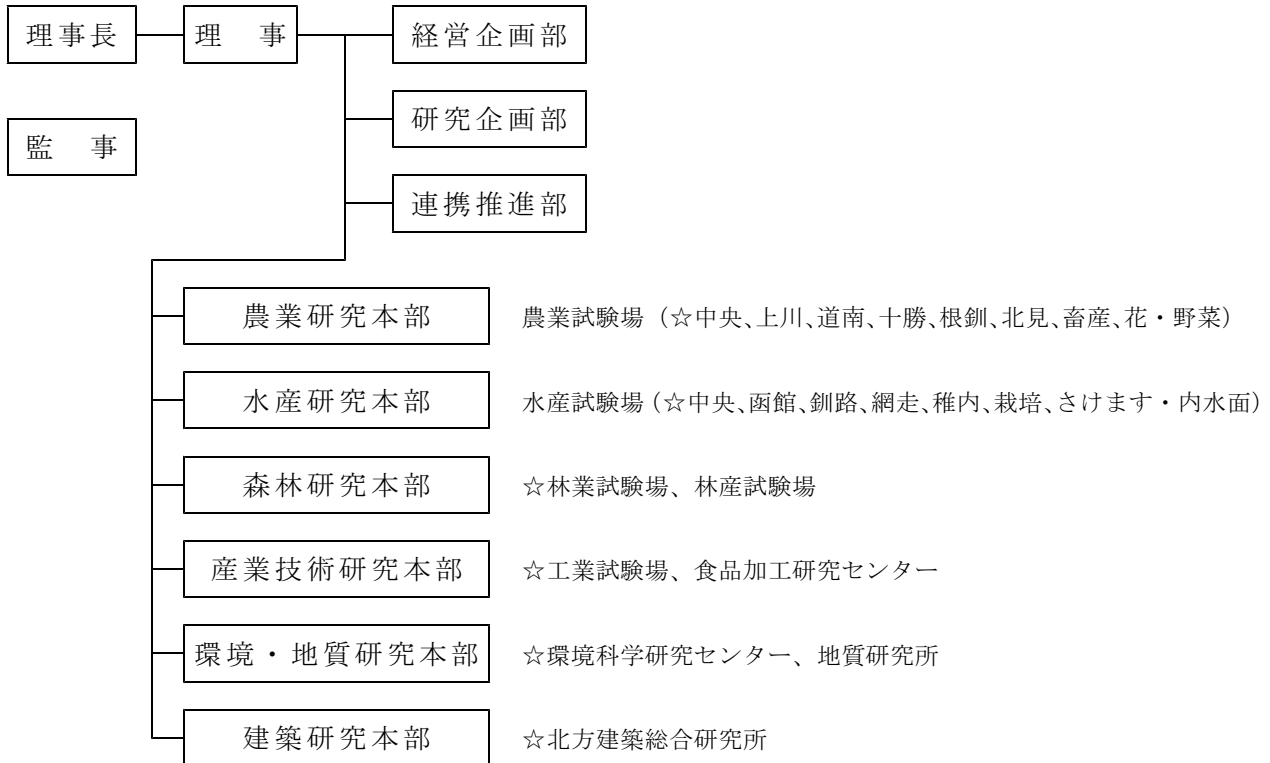 理事長 理　事 経営企画部
研究企画部
監　事
連携推進部
農業研究本部 農業試験場（☆中央、上川、道南、十勝、根釧、北見、畜産、花・野菜）
水産研究本部 水産試験場（☆中央、函館、釧路、網走、稚内、栽培、さけます・内水面）
森林研究本部 ☆林業試験場、林産試験場
産業技術研究本部 ☆工業試験場、食品加工研究センター
環境・地質研究本部 ☆環境科学研究センター、地質研究所
建築研究本部 ☆北方建築総合研究所